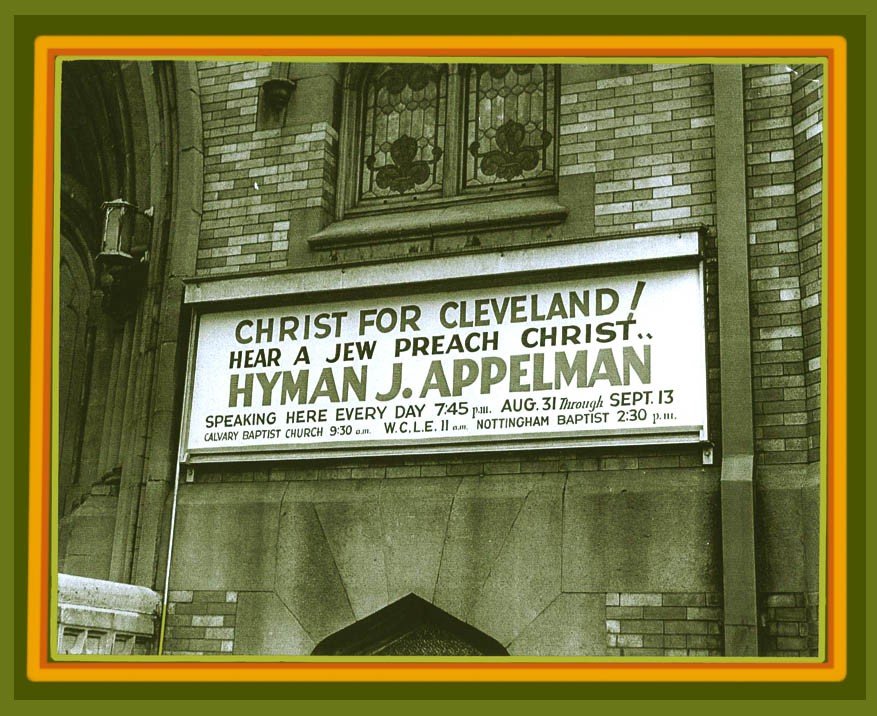 CHRIST FOR CLEVELAND!
HEAR A JEW PREACH CHRIST..
HYMAN J. APPELMAN
SPEAKING HERE EVERY DAY 7:45 p.m. AUG. 31 Through SEPT. 13
CALVARY BAPTIST CHURCH 9:30 a.m. W.C.L.E. 11 a.m. NOTTINGHAM BAPTIST 2:30 p.m.